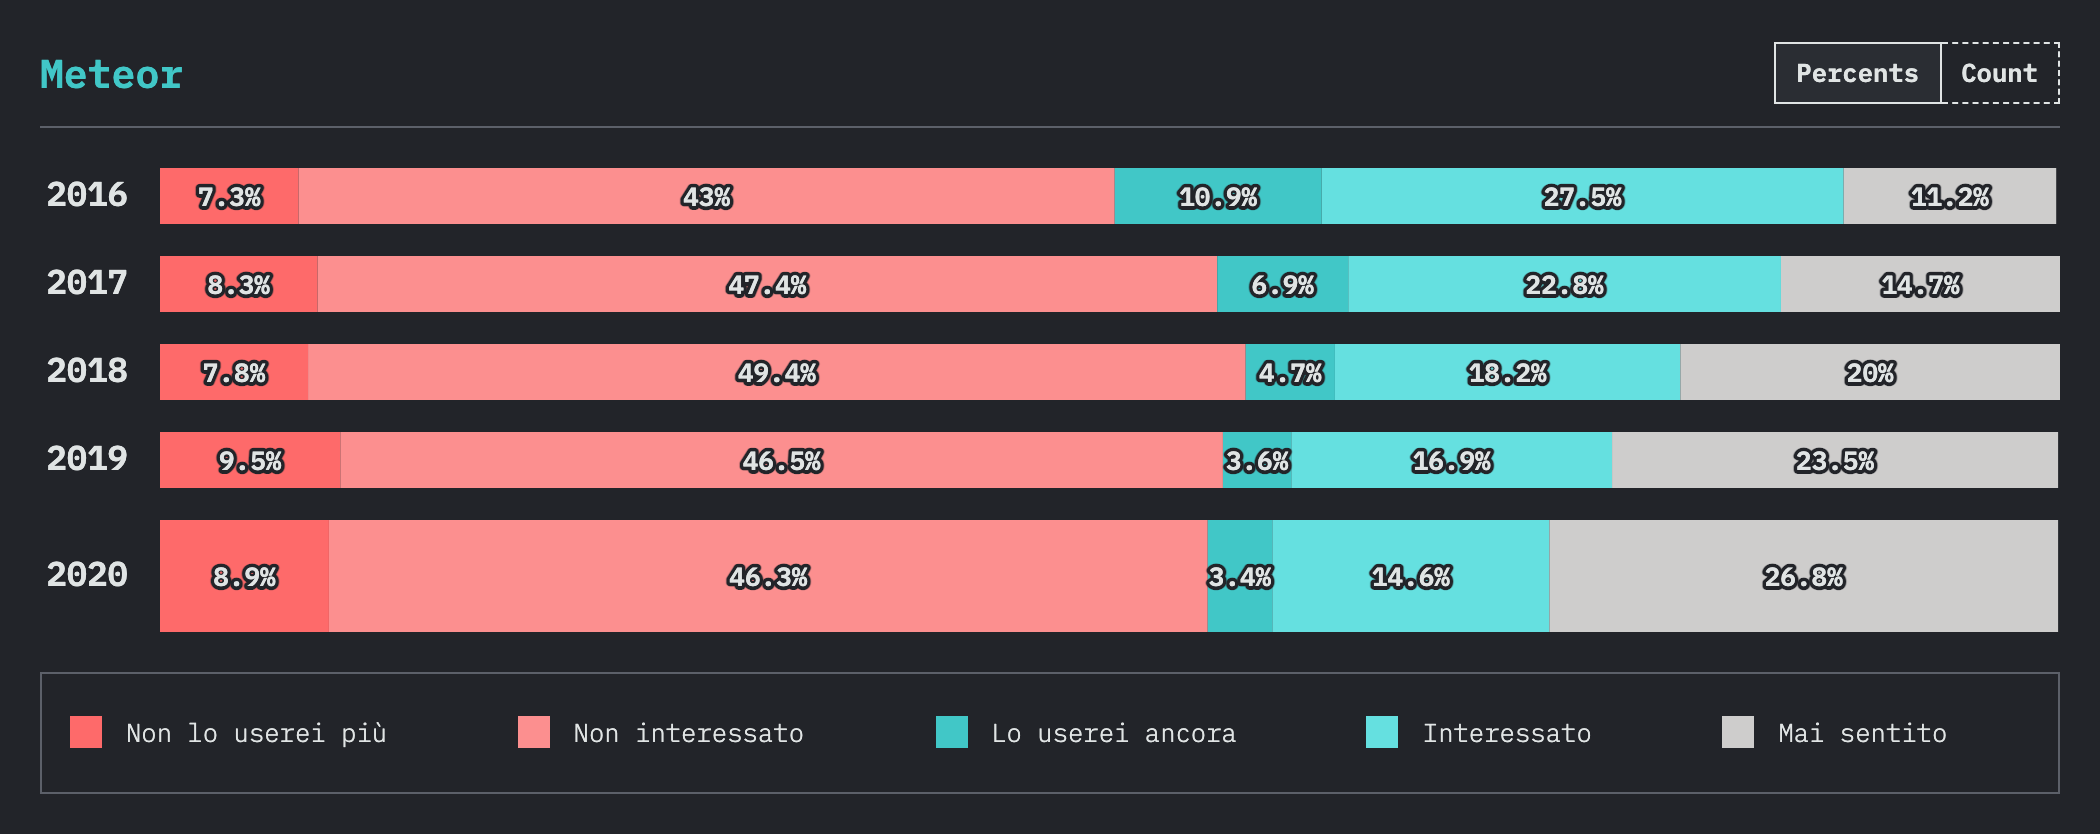 Meteor
Percents Count
2016 7.3% 43% 10.9% 27.5% 11.2%
2017 8.3% 47.4% 6.9% 22.8% 14.7%
2018 7.8% 49.4% 4.7% 18.2% 20%
2019 9.5% 46.5% 3.6% 16.9% 23.5%
2020 8.9% 46.3% 3.4% 14.6% 26.8%
Non lo userei più Non interessato Lo userei ancora Interessato Mai sentito